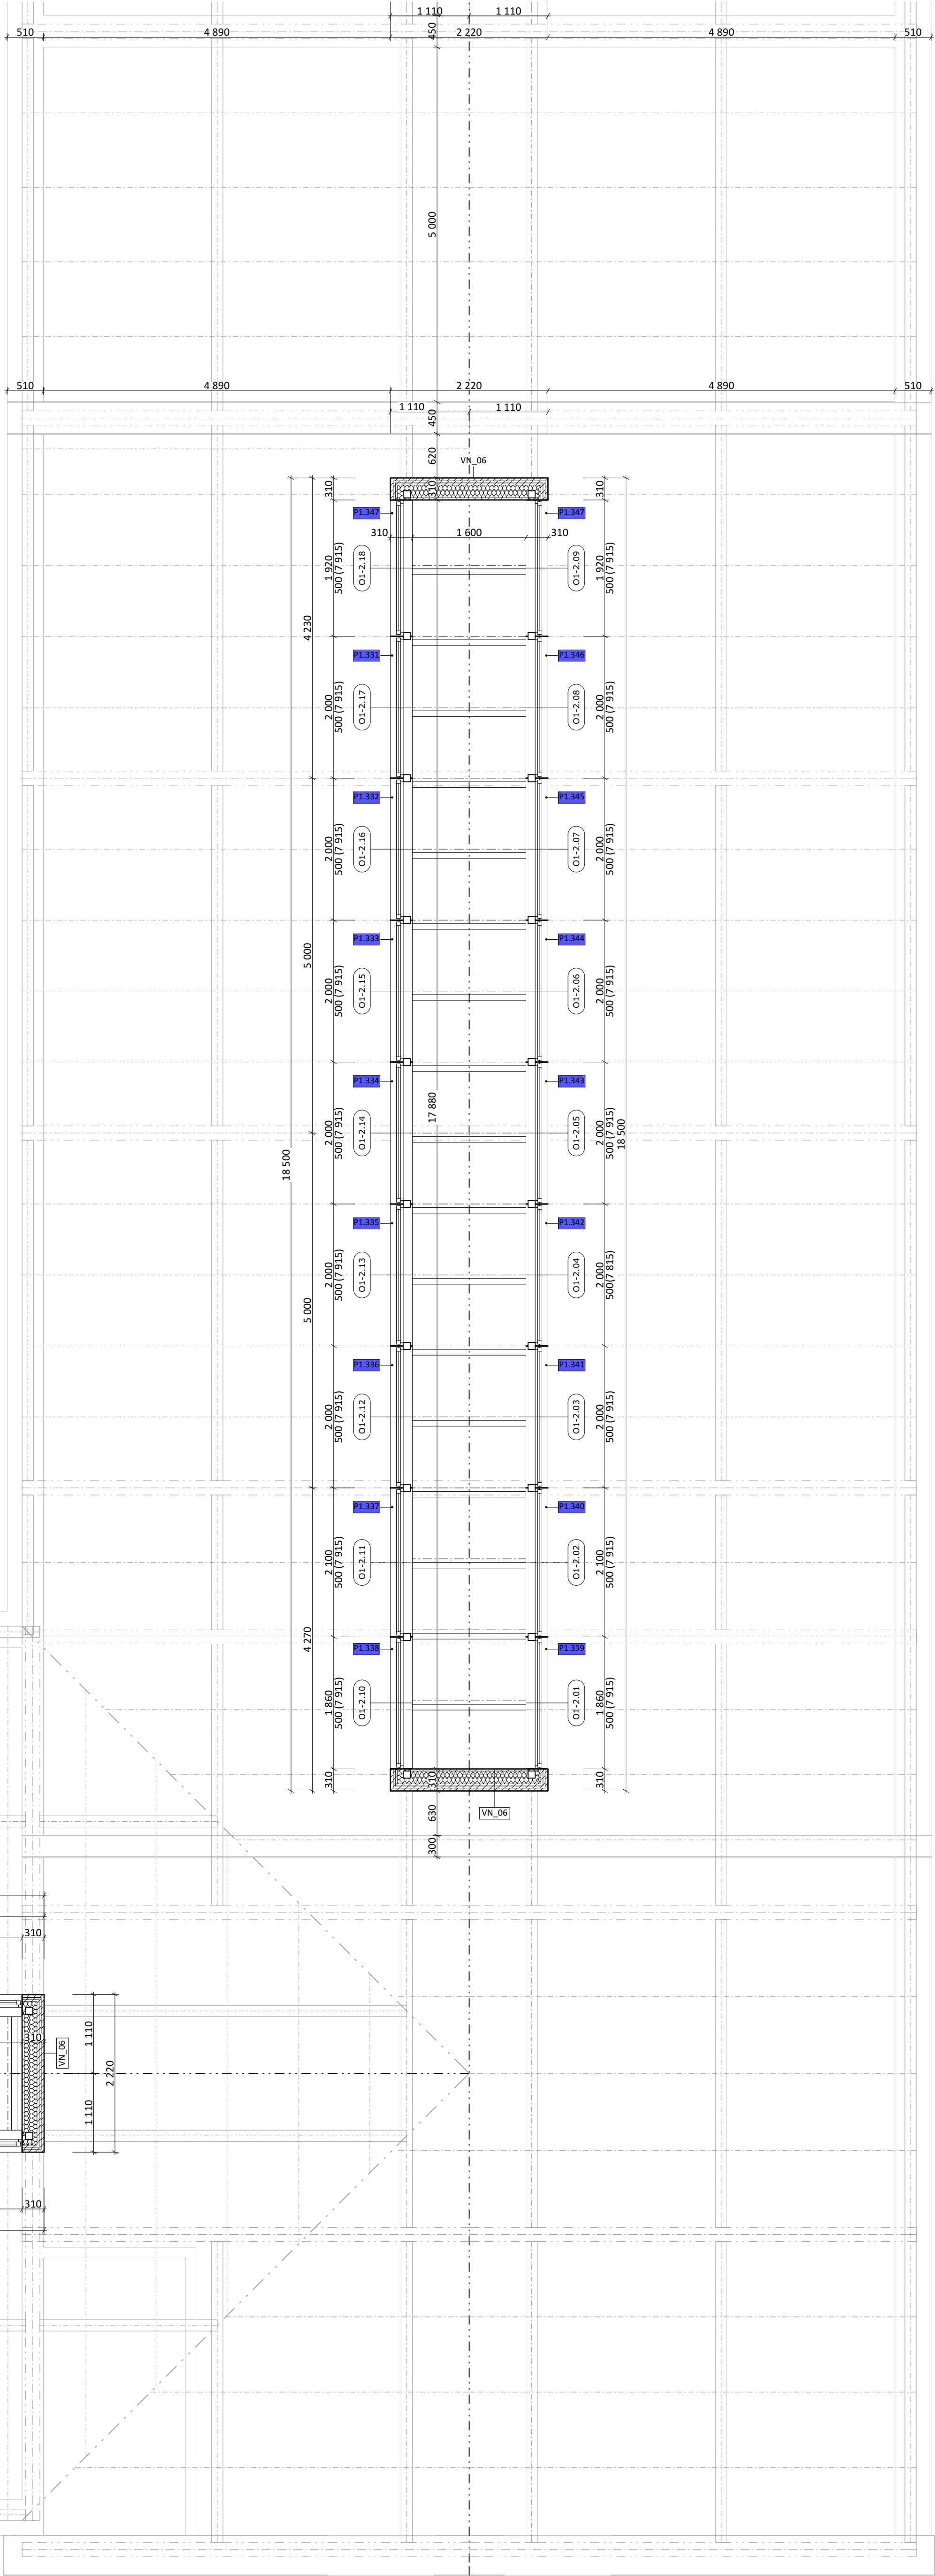 1 110 1 110
510 4 890 450 2 220 4 890 510
5 000
510 4 890 2 220 4 890 510
1 110 450 1 110
620
VN_06
310 310 310
P1.347 P1.347
310 1 600 310
1 920
500 (7 915)
O1-2.18
O1-2.09
1 920
500 (7 915)
4 230
P1.331 P1.346
2 000
500 (7 915)
O1-2.17
O1-2.08
2 000
500 (7 915)
P1.332 P1.345
2 000
500 (7 915)
O1-2.16
O1-2.07
2 000
500 (7 915)
P1.333 P1.344
5 000
2 000
500 (7 915)
O1-2.15
O1-2.06
2 000
500 (7 915)
P1.334 P1.343
17 880
18 500
2 000
500 (7 915)
O1-2.14
O1-2.05
2 000
500 (7 915)
18 500
P1.335 P1.342
2 000
500 (7 915)
O1-2.13
O1-2.04
2 000
500(7 815)
5 000
P1.336 P1.341
2 000
500 (7 915)
O1-2.12
O1-2.03
2 000
500 (7 915)
P1.337 P1.340
2 100
500 (7 915)
O1-2.11
O1-2.02
2 100
500 (7 915)
4 270
P1.338 P1.339
1 860
500 (7 915)
O1-2.10
O1-2.01
1 860
500 (7 915)
310 310 310
630
VN_06
300
310
310
VN_06
1 110
2 220
1 110
310